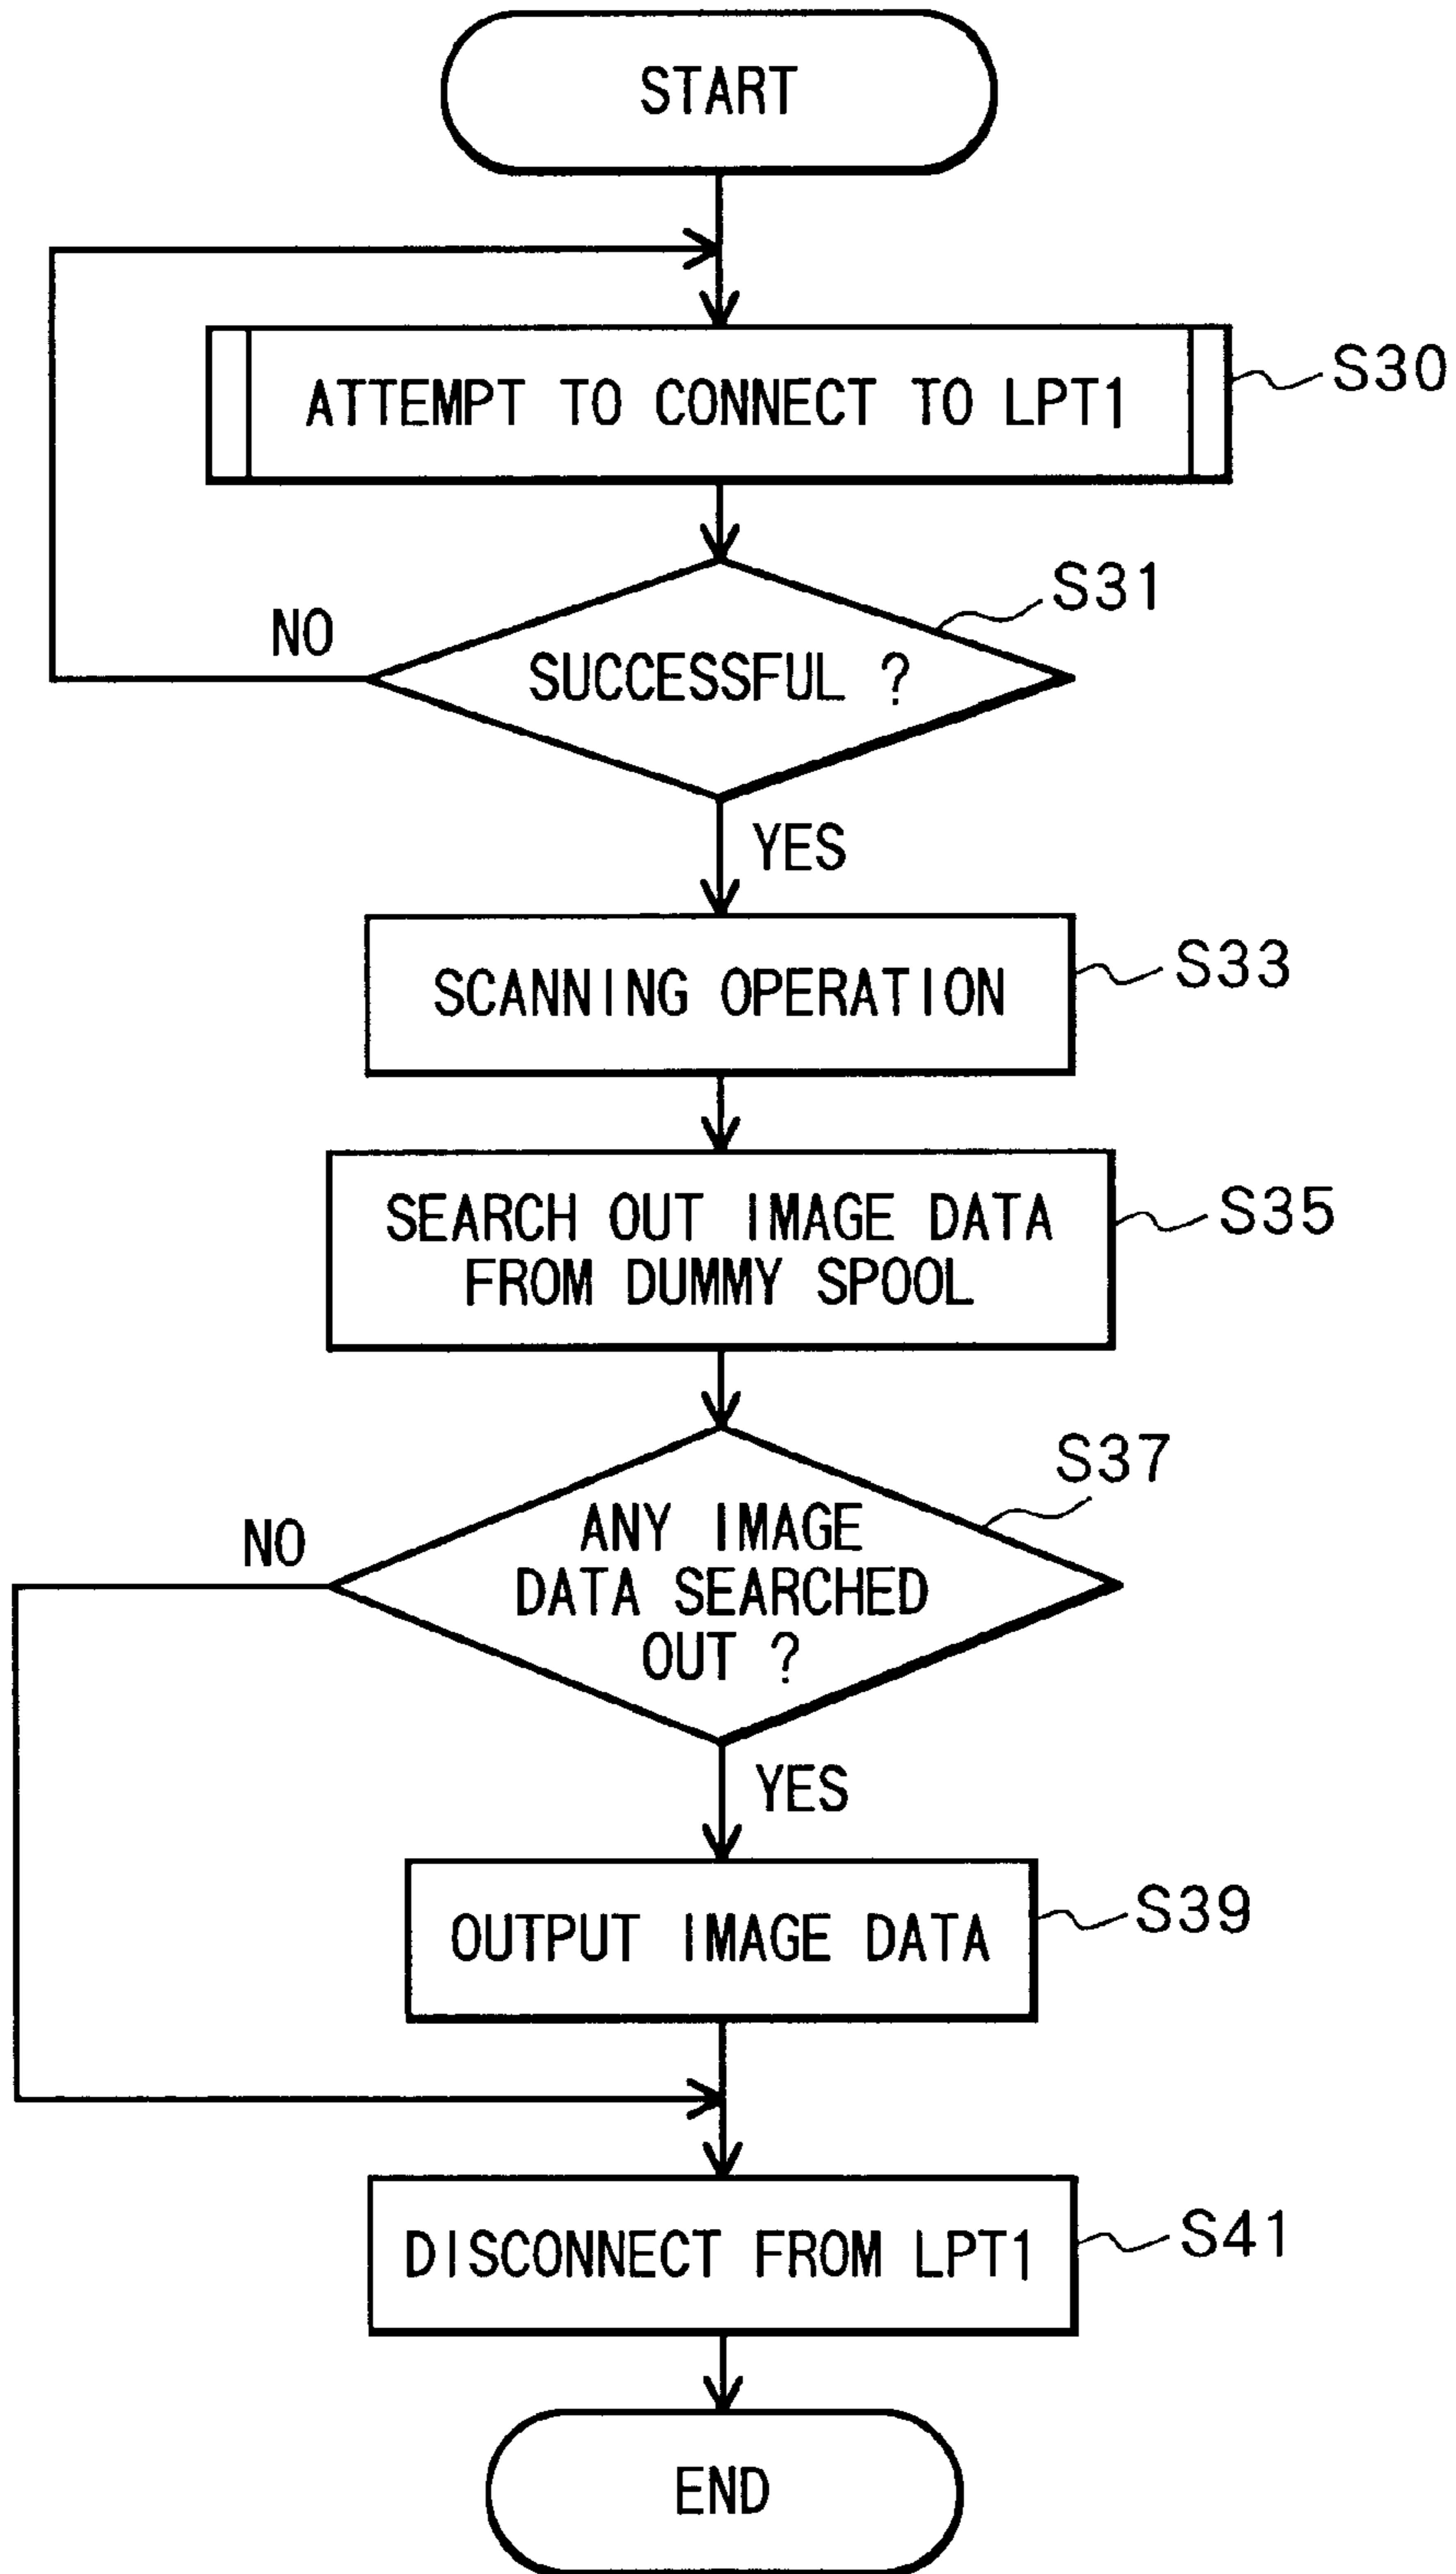 START
ATTEMPT TO CONNECT TO LPT1
S30
S31
NO
SUCCESSFUL ?
YES
SCANNING OPERATION
S33
SEARCH OUT IMAGE DATA
FROM DUMMY SPOOL
S35
S37
NO
ANY IMAGE
DATA SEARCHED
OUT ?
YES
OUTPUT IMAGE DATA
S39
DISCONNECT FROM LPT1
S41
END